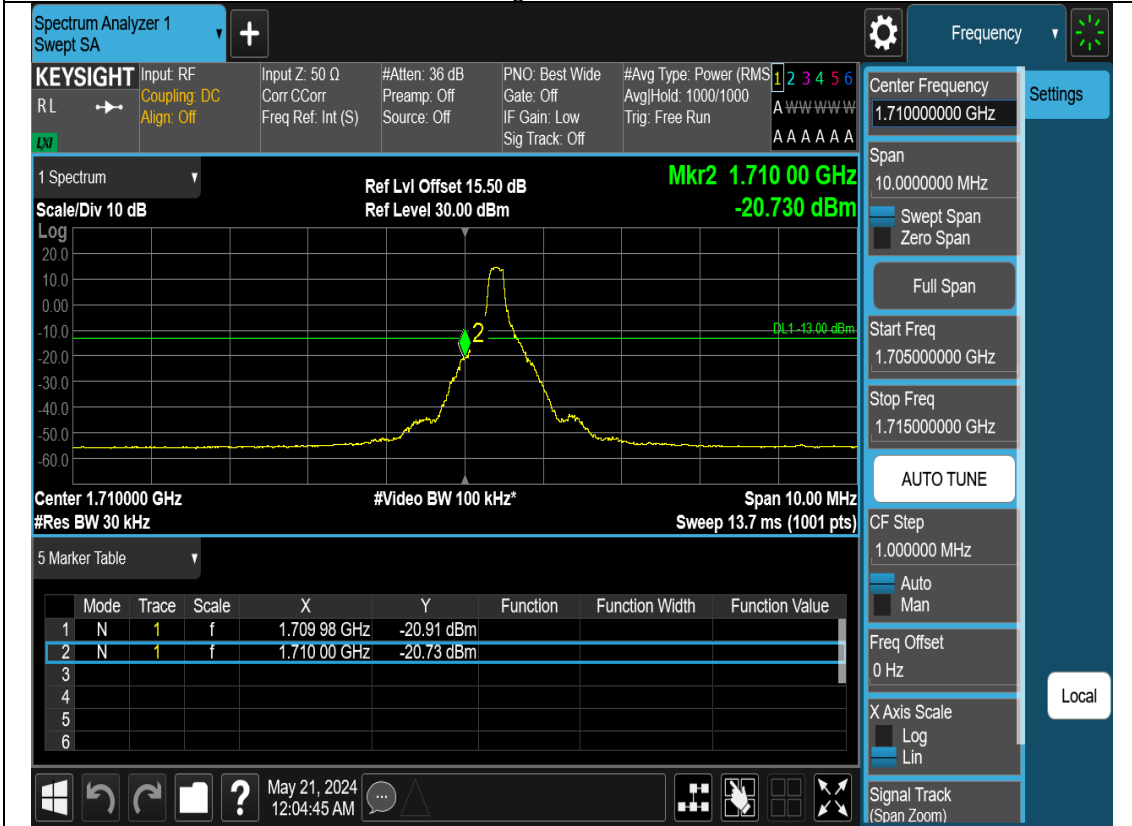 Spectrum Analyzer 1
Swept SA
+
Frequency
KEYSIGHT
R L
LXI
Input: RF
Coupling: DC
Align: Off
Input Z: 50 Ω
Corr CCorr
Freq Ref: Int (S)
#Atten: 36 dB
Preamp: Off
Source: Off
PNO: Best Wide
Gate: Off
IF Gain: Low
Sig Track: Off
#Avg Type: Power (RMS
Avg|Hold: 1000/1000
Trig: Free Run
1 2 3 4 5 6
A W W W W W
A A A A A A
1 Spectrum
Scale/Div 10 dB
Ref Lvl Offset 15.50 dB
Ref Level 30.00 dBm
Mkr2 1.710 00 GHz
-20.730 dBm
Log
20.0
10.0
0.00
-10.0
-20.0
-30.0
-40.0
-50.0
-60.0
2
DL1 -13.00 dBm
Center 1.710000 GHz
#Video BW 100 kHz*
Span 10.00 MHz
#Res BW 30 kHz
Sweep 13.7 ms (1001 pts)
5 Marker Table
Mode Trace Scale X Y Function Function Width Function Value
1 N 1 f 1.709 98 GHz -20.91 dBm
2 N 1 f 1.710 00 GHz -20.73 dBm
3
4
5
6
May 21, 2024
12:04:45 AM
?
Center Frequency
1.710000000 GHz
Settings
Span
10.0000000 MHz
Swept Span
Zero Span
Full Span
Start Freq
1.705000000 GHz
Stop Freq
1.715000000 GHz
AUTO TUNE
CF Step
1.000000 MHz
Auto
Man
Freq Offset
0 Hz
Local
X Axis Scale
Log
Lin
Signal Track
(Span Zoom)